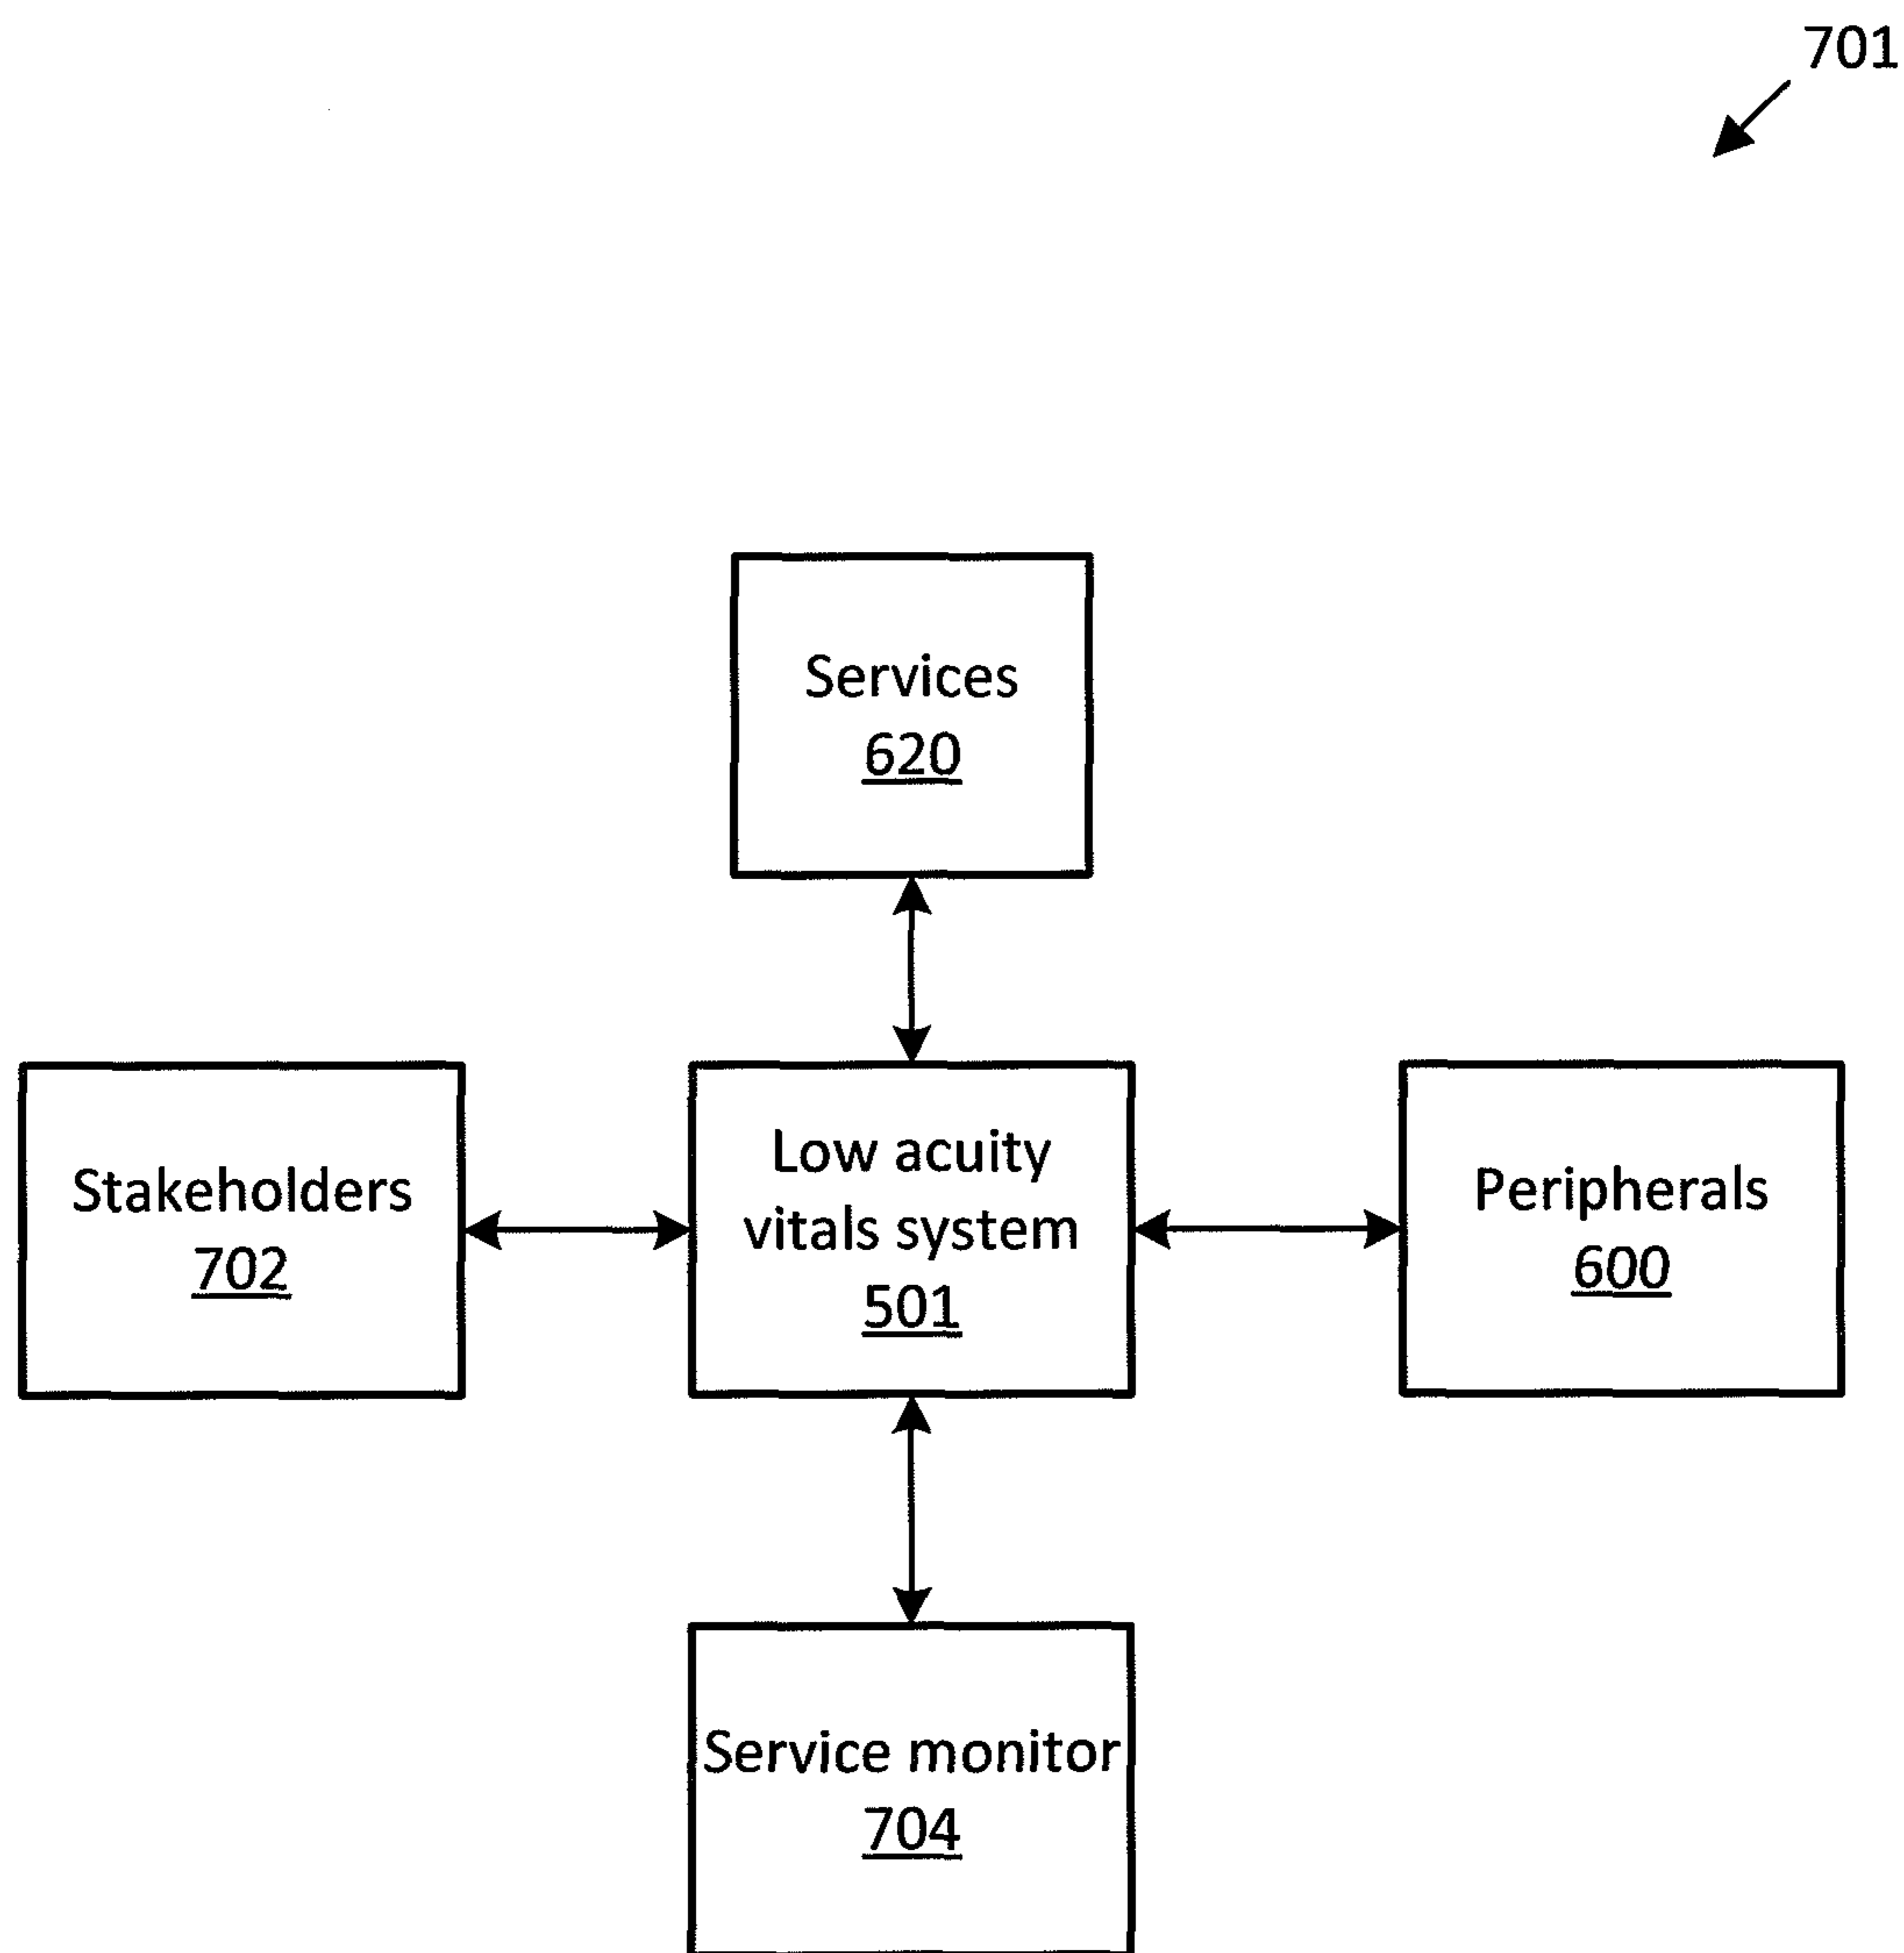 701
Services
620
Stakeholders
702
Low acuity
vitals system
501
Peripherals
600
Service monitor
704